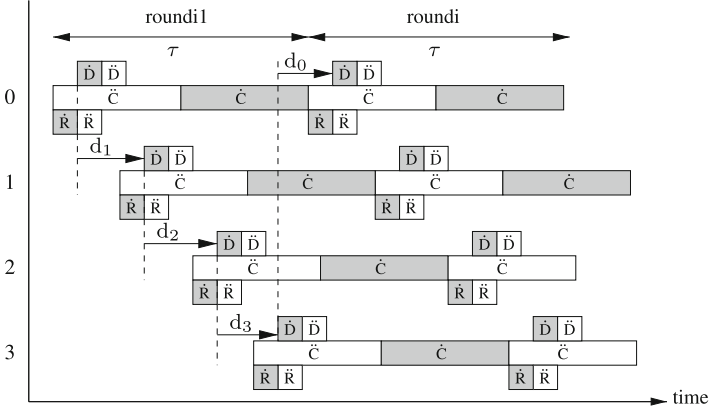 roundi1 roundi
τ τ
d0
Ḋ D̈ Ḋ D̈
0 C̈ Ċ C̈ Ċ
Ṙ R̈ Ṙ R̈
d1
Ḋ D̈ Ḋ D̈
1 C̈ Ċ C̈ Ċ
Ṙ R̈ Ṙ R̈
d2
Ḋ D̈ Ḋ D̈
2 C̈ Ċ C̈
Ṙ R̈ Ṙ R̈
d3
Ḋ D̈ Ḋ D̈
3 C̈ Ċ C̈
Ṙ R̈ Ṙ R̈
time